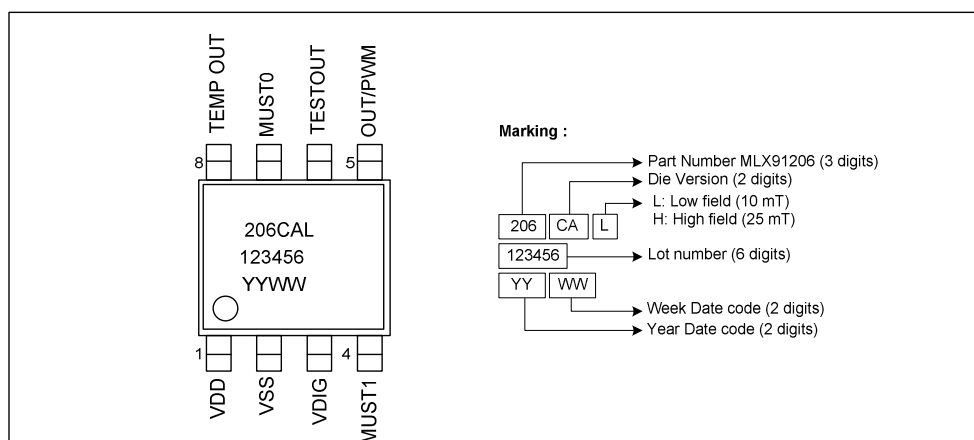 TEMP OUT
MUST0
TESTOUT
OUT/PWM
8
5
206CAL
123456
YYWW
1
4
VDD
VSS
VDIG
MUST1
Marking :
Part Number MLX91206 (3 digits)
Die Version (2 digits)
L: Low field (10 mT)
H: High field (25 mT)
206
CA
L
123456
Lot number (6 digits)
YY
WW
Week Date code (2 digits)
Year Date code (2 digits)